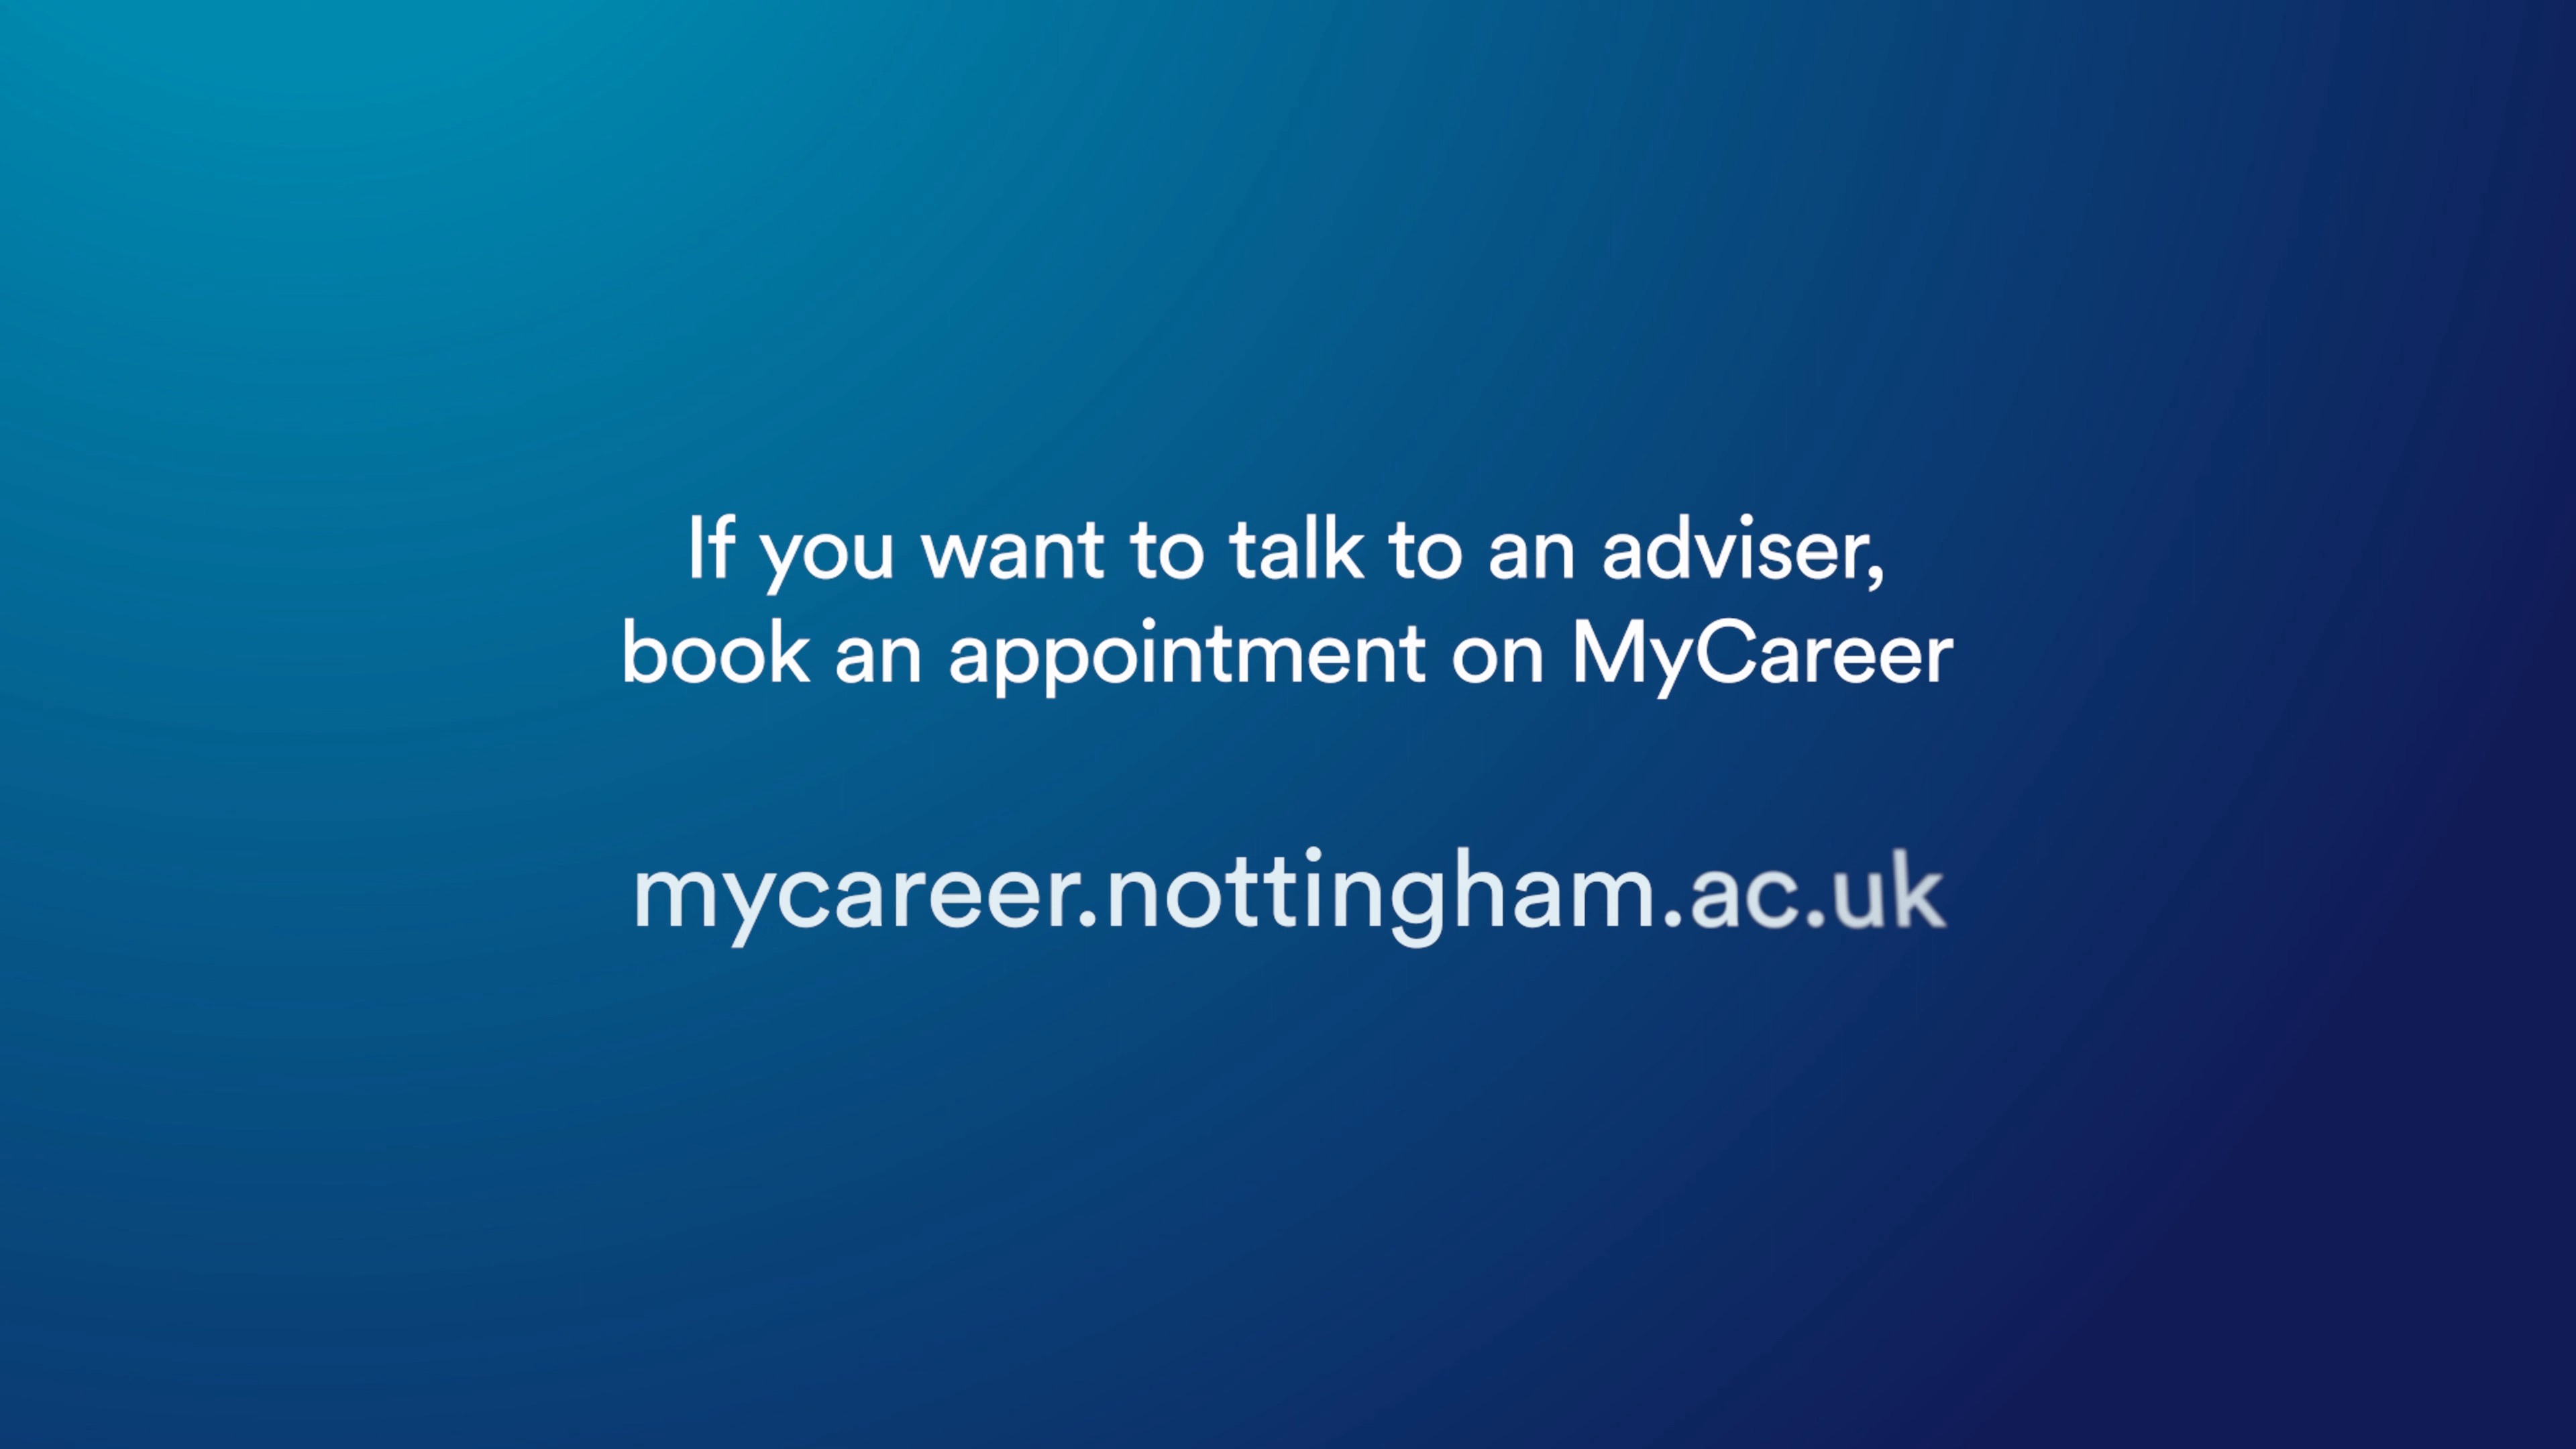 If you want to talk to an adviser,
book an appointment on MyCareer
mycareer.nottingham.ac.uk